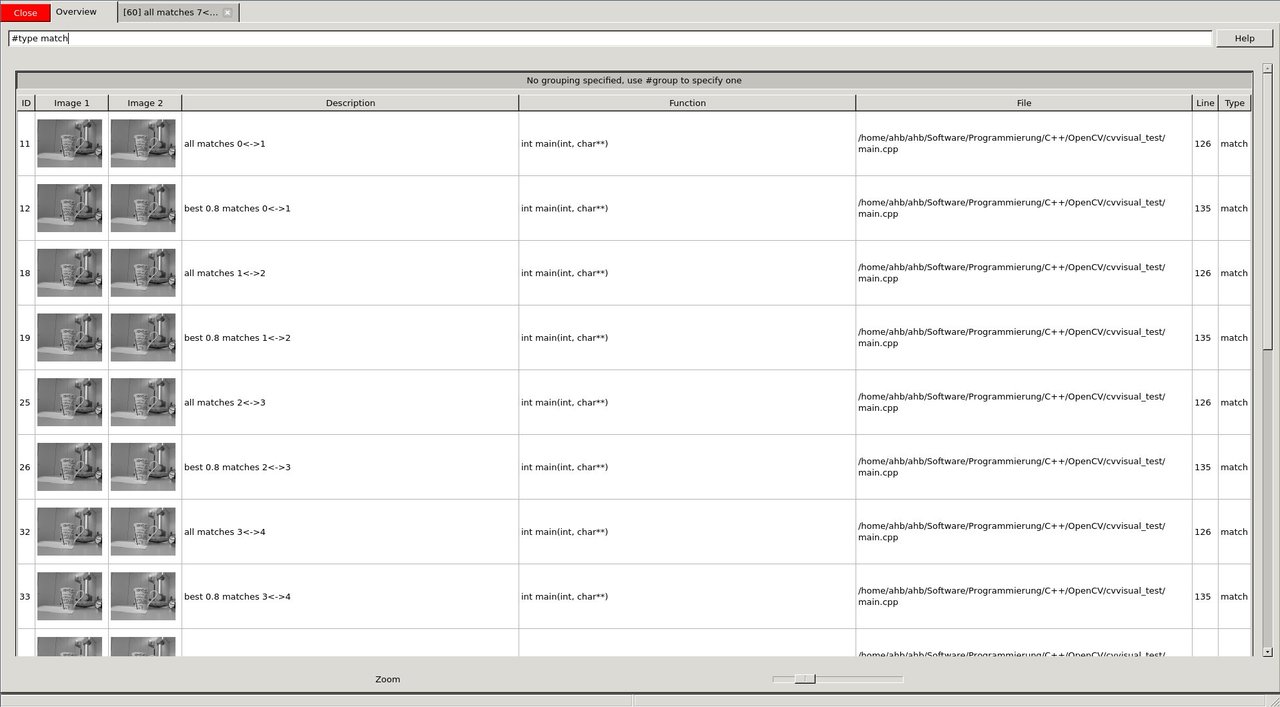 Close
Overview
[60] all matches 7<...
#type match
Help
No grouping specified, use #group to specify one
ID Image 1 Image 2 Description Function File Line Type
11 all matches 0<->1 int main(int, char**) /home/ahb/ahb/Software/Programmierung/C++/OpenCV/cvvisual_test/
main.cpp 126 match
12 best 0.8 matches 0<->1 int main(int, char**) /home/ahb/ahb/Software/Programmierung/C++/OpenCV/cvvisual_test/
main.cpp 135 match
18 all matches 1<->2 int main(int, char**) /home/ahb/ahb/Software/Programmierung/C++/OpenCV/cvvisual_test/
main.cpp 126 match
19 best 0.8 matches 1<->2 int main(int, char**) /home/ahb/ahb/Software/Programmierung/C++/OpenCV/cvvisual_test/
main.cpp 135 match
25 all matches 2<->3 int main(int, char**) /home/ahb/ahb/Software/Programmierung/C++/OpenCV/cvvisual_test/
main.cpp 126 match
26 best 0.8 matches 2<->3 int main(int, char**) /home/ahb/ahb/Software/Programmierung/C++/OpenCV/cvvisual_test/
main.cpp 135 match
32 all matches 3<->4 int main(int, char**) /home/ahb/ahb/Software/Programmierung/C++/OpenCV/cvvisual_test/
main.cpp 126 match
33 best 0.8 matches 3<->4 int main(int, char**) /home/ahb/ahb/Software/Programmierung/C++/OpenCV/cvvisual_test/
main.cpp 135 match
/home/ahb/ahb/Software/Programmierung/C++/OpenCV/cvvisual_test/
Zoom